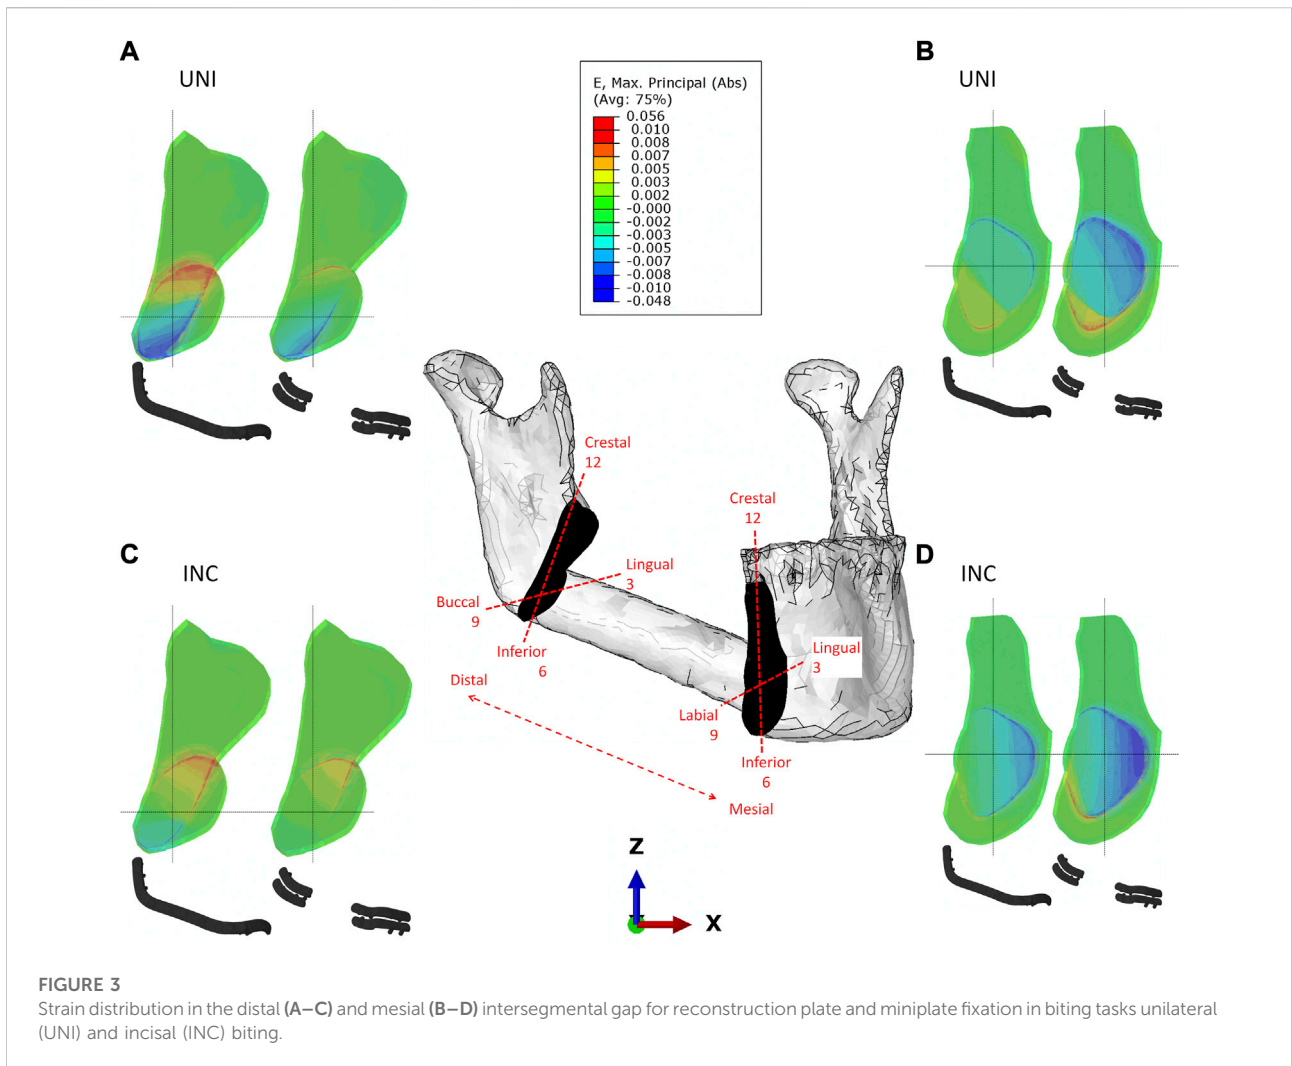 A
UNI
B
UNI
E, Max. Principal (Abs)
(Avg: 75%)
0.056
0.010
0.008
0.007
0.005
0.003
0.002
-0.000
-0.002
-0.003
-0.005
-0.007
-0.008
-0.010
-0.048
Crestal
12
Lingual
3
Buccal
9
Inferior
6
Distal
Crestal
12
Lingual
3
Labial
9
Inferior
6
Mesial
C
INC
D
INC
Z
X
FIGURE 3
Strain distribution in the distal (A–C) and mesial (B–D) intersegmental gap for reconstruction plate and miniplate fixation in biting tasks unilateral
(UNI) and incisal (INC) biting.